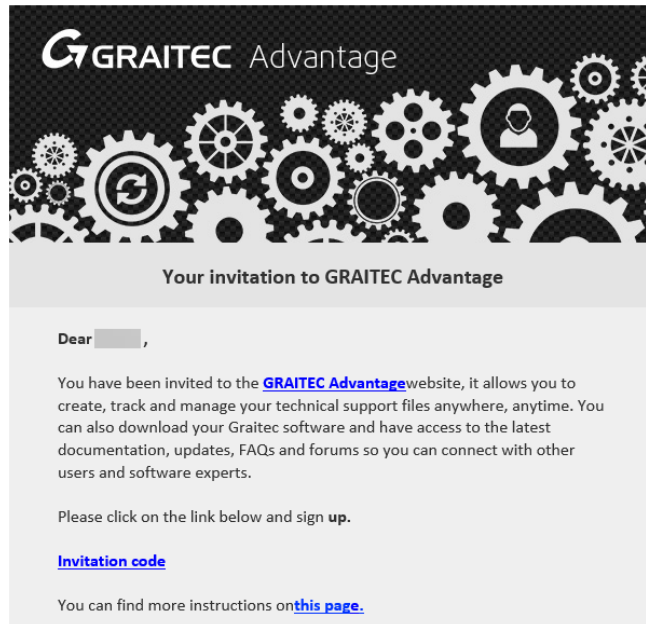 GRAITEC Advantage
Your invitation to GRAITEC Advantage
Dear ,
You have been invited to the GRAITEC Advantagewebsite, it allows you to
create, track and manage your technical support files anywhere, anytime. You
can also download your Graitec software and have access to the latest
documentation, updates, FAQs and forums so you can connect with other
users and software experts.
Please click on the link below and sign up.
Invitation code
You can find more instructions onthis page.